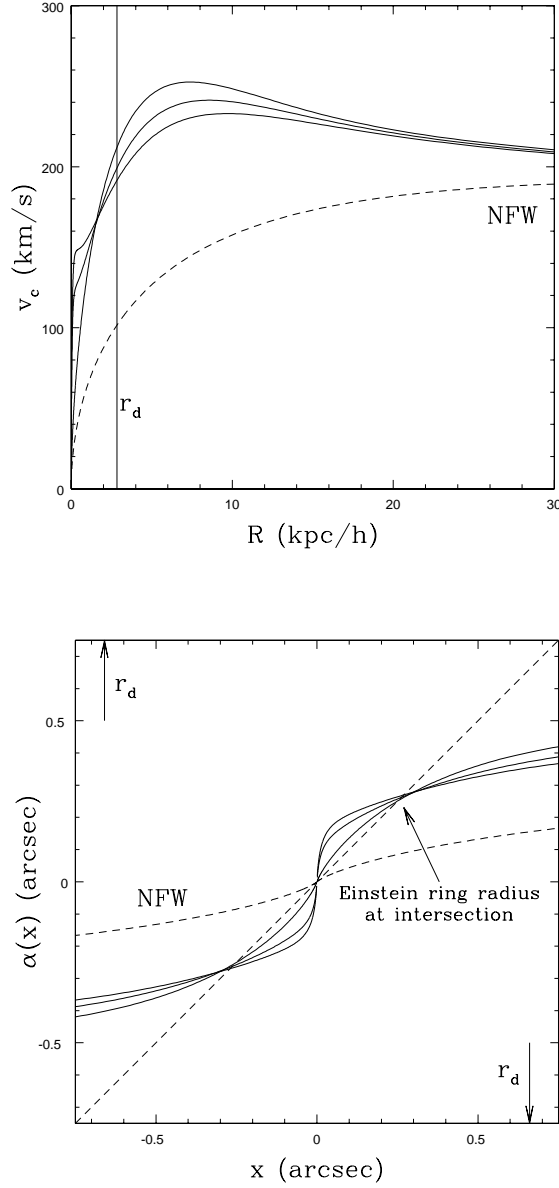 300
200
100
0
v_c (km/s)
NFW
r_d
0
10
20
30
R (kpc/h)
r_d
0.5
0
-0.5
α(x) (arcsec)
NFW
Einstein ring radius
at intersection
r_d
-0.5
0
0.5
x (arcsec)